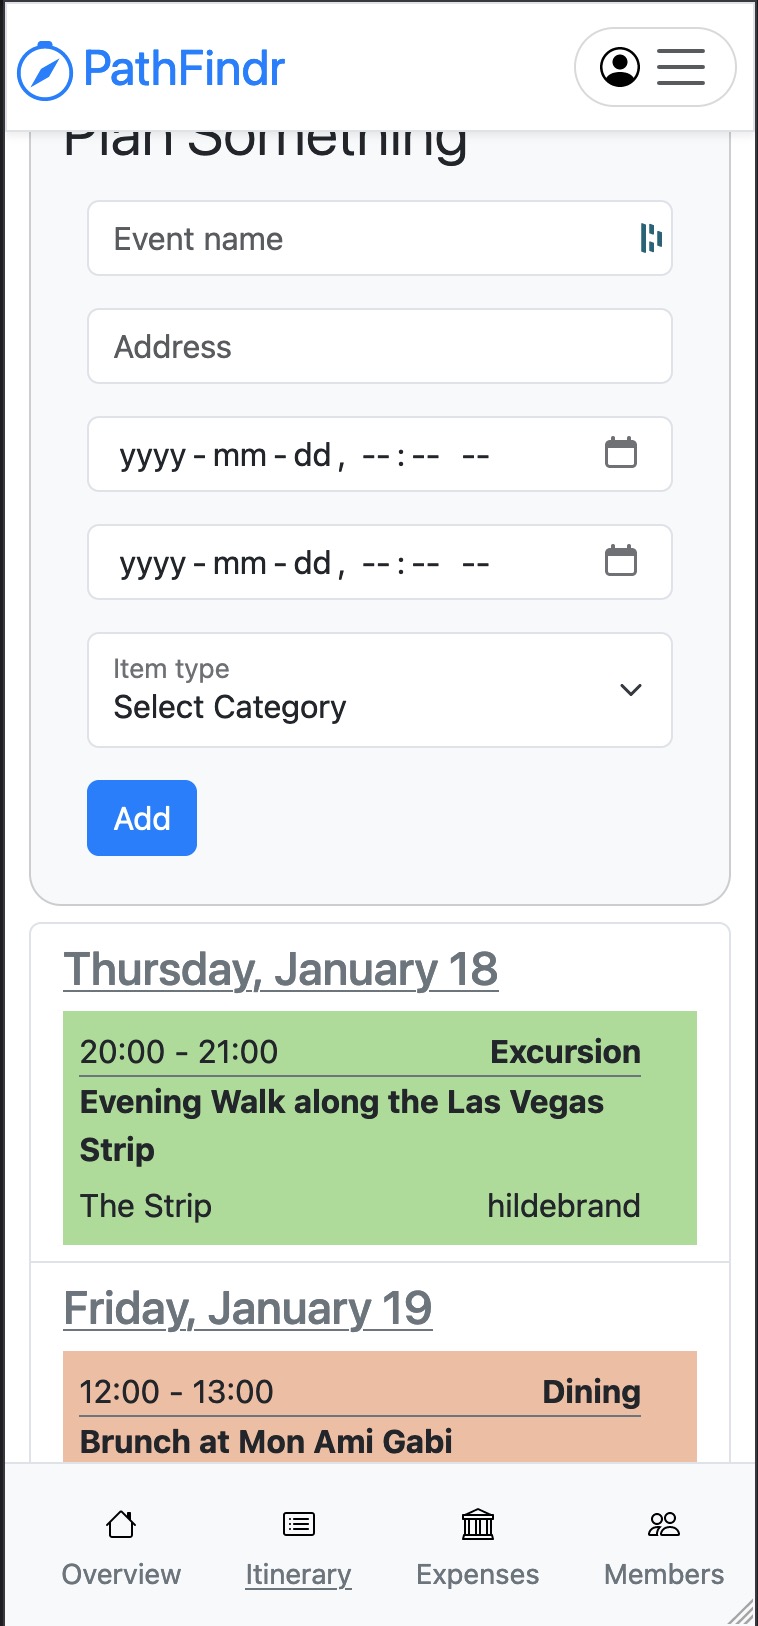 PathFindr
Plan Something
Event name
Address
yyyy-mm-dd, --:-- --
yyyy-mm-dd, --:-- --
Item type
Select Category
Add
Thursday, January 18
20:00 - 21:00 Excursion
Evening Walk along the Las Vegas
Strip
The Strip hildebrand
Friday, January 19
12:00 - 13:00 Dining
Brunch at Mon Ami Gabi
Overview Itinerary Expenses Members